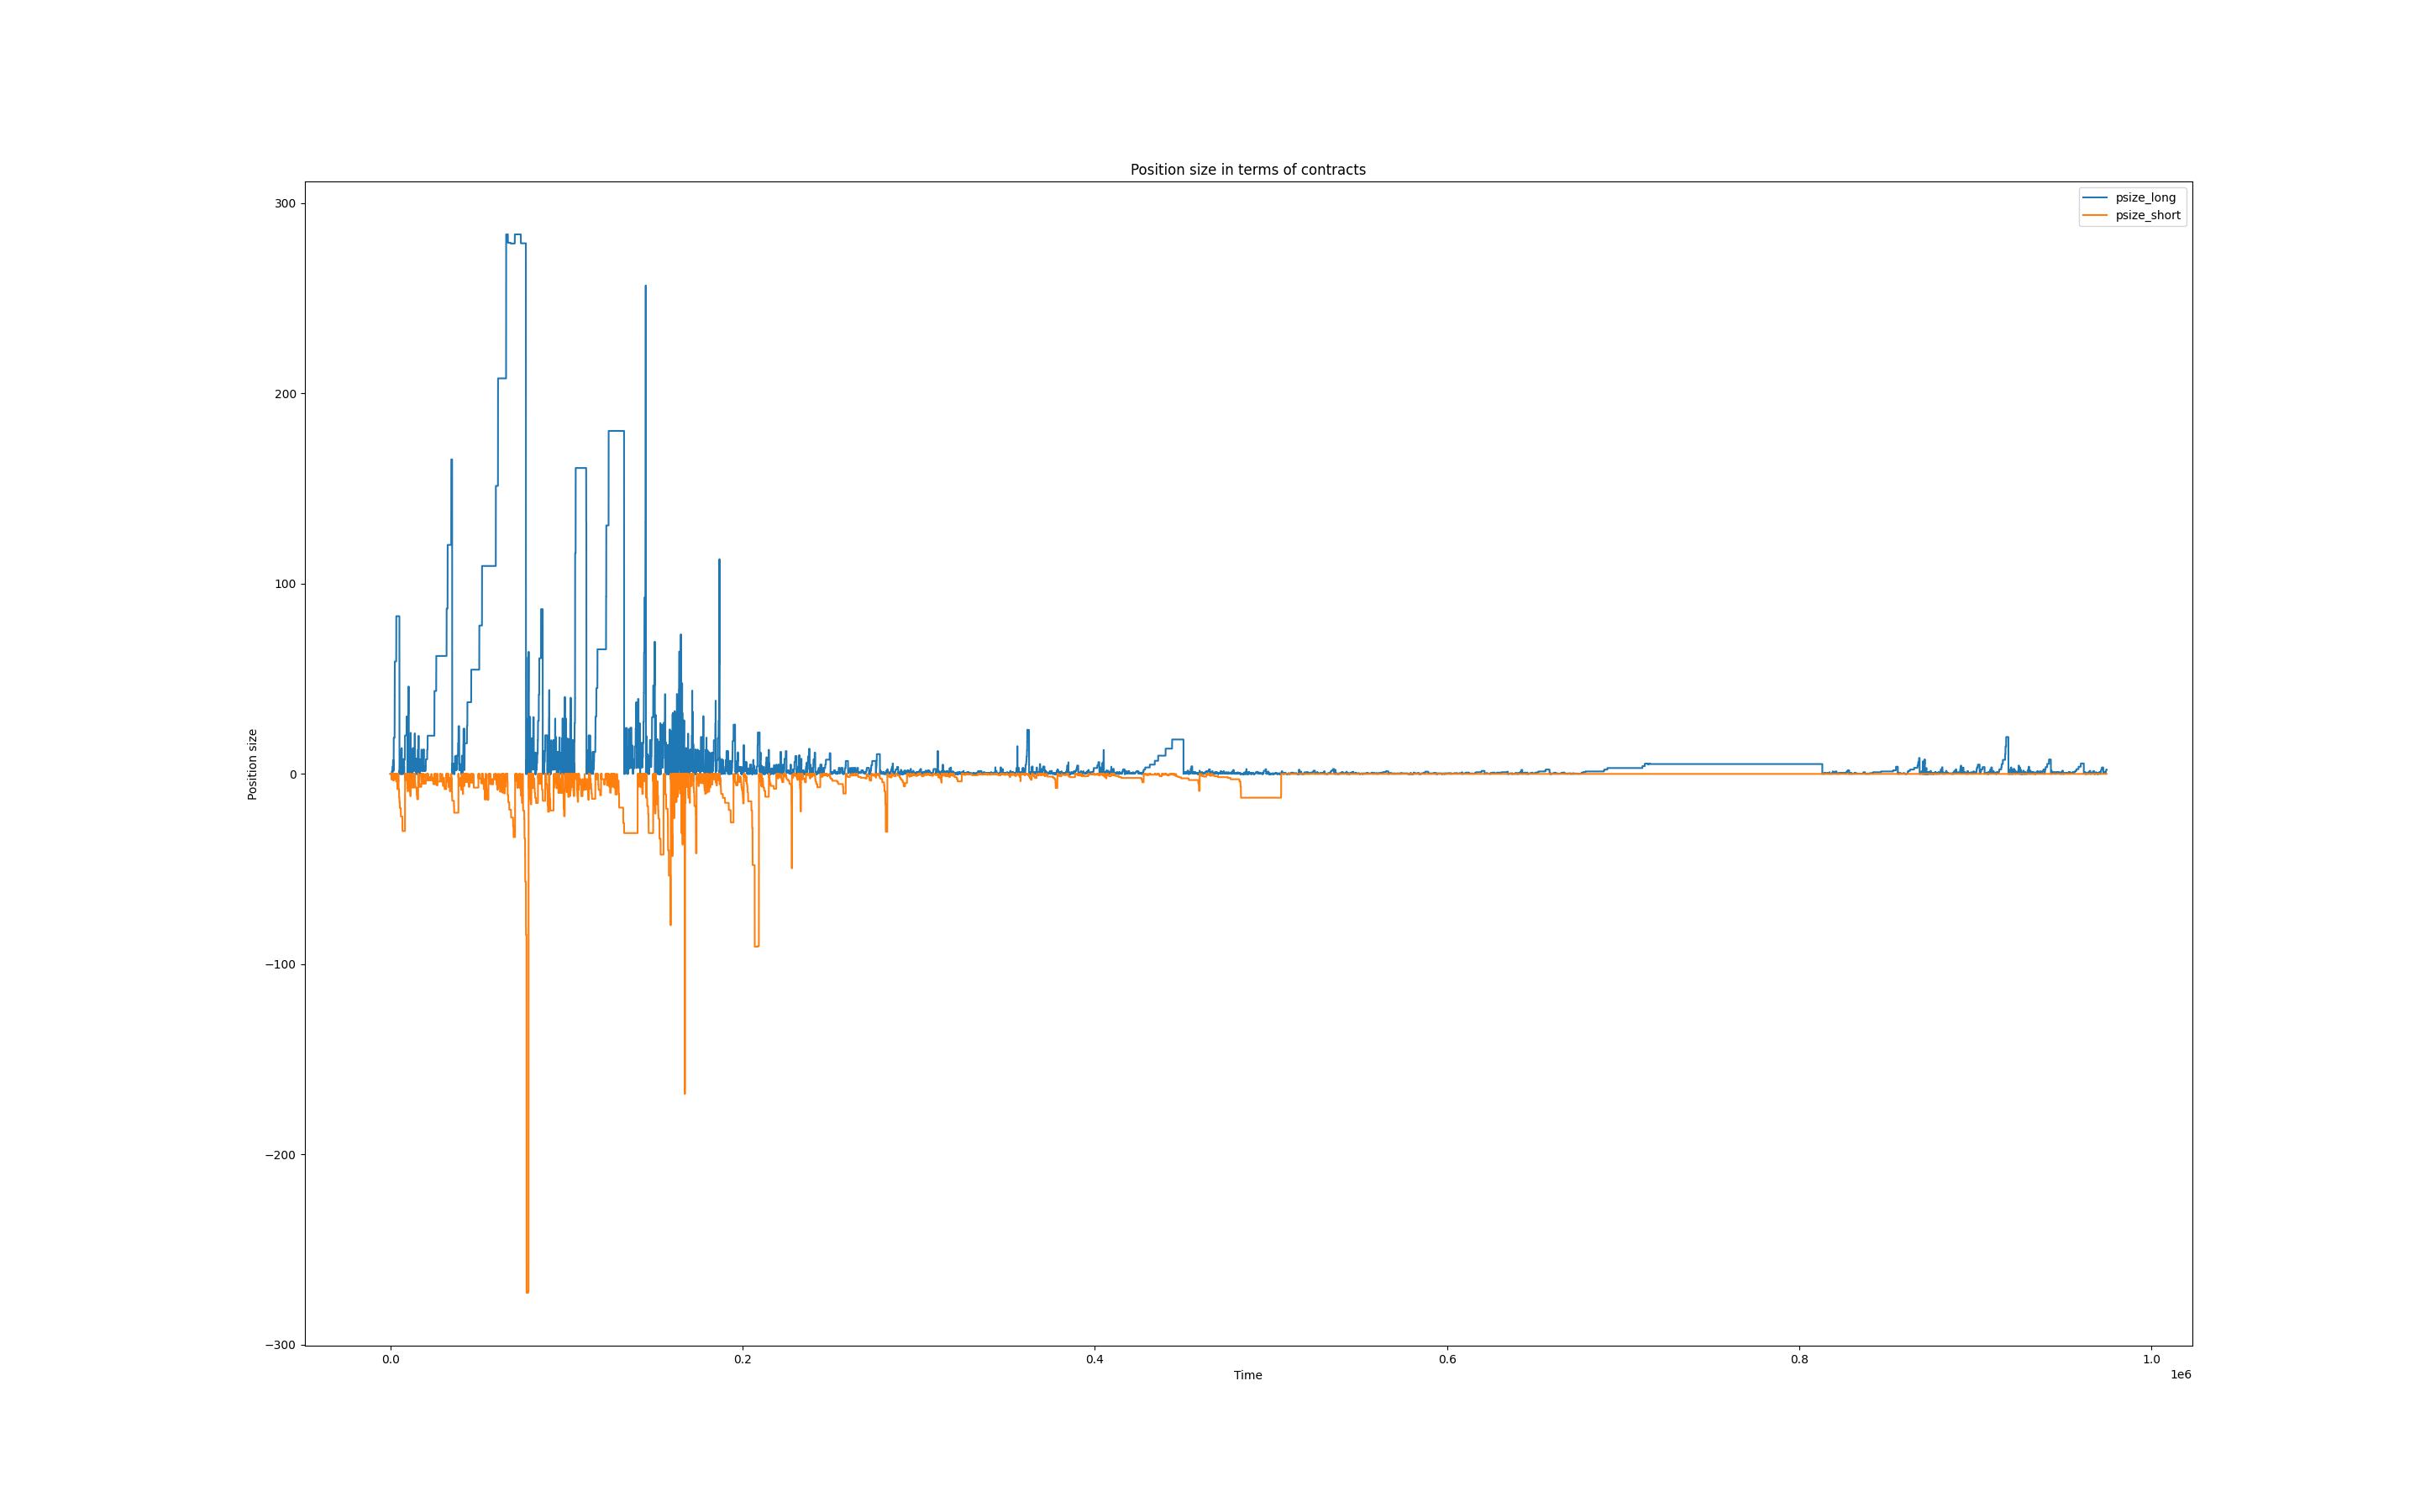 Position size in terms of contracts
psize_long
psize_short
Position size
300
200
100
0
−100
−200
−300
0.0
0.2
0.4
0.6
0.8
1.0
Time
1e6